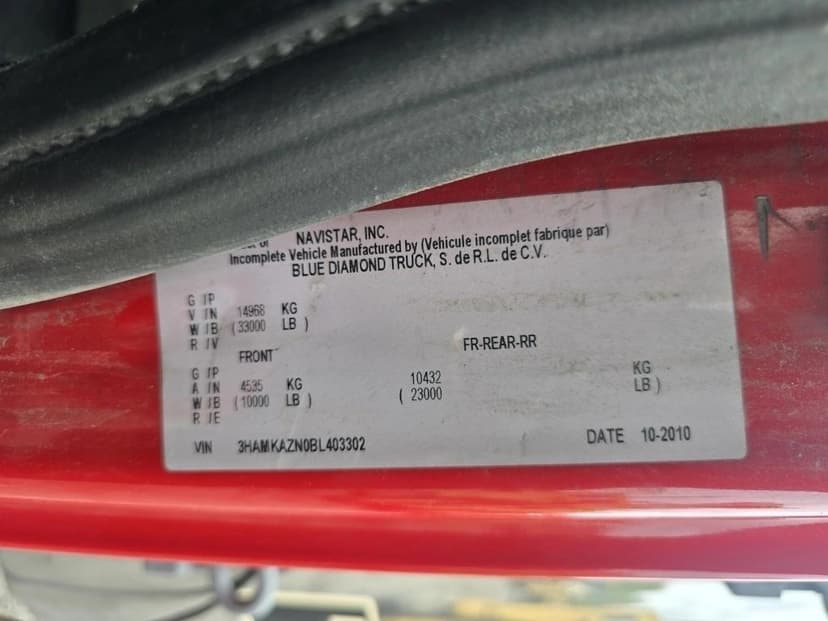 NAVISTAR, INC.
Incomplete Vehicle Manufactured by (Vehicule incomplet fabrique par)
BLUE DIAMOND TRUCK, S. de R.L. de C.V.
G /P
V /N 14968 KG
W /B ( 33000 LB )
R /V
FRONT FR-REAR-RR
G /P
A /N 4535 KG 10432 KG
W /B ( 10000 LB ) ( 23000 LB )
R /E
VIN 3HAMKAZN0BL403302 DATE 10-2010